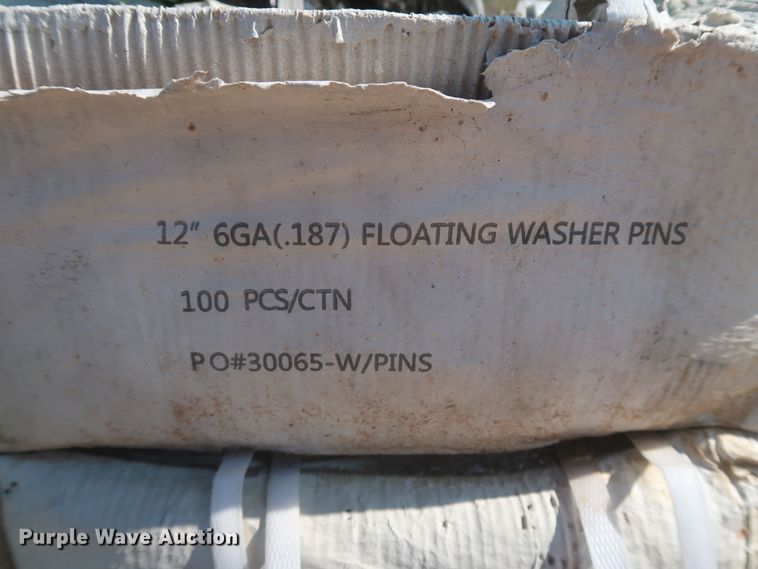 12" 6GA(.187) FLOATING WASHER PINS
100 PCS/CTN
PO#30065-W/PINS
Purple Wave Auction